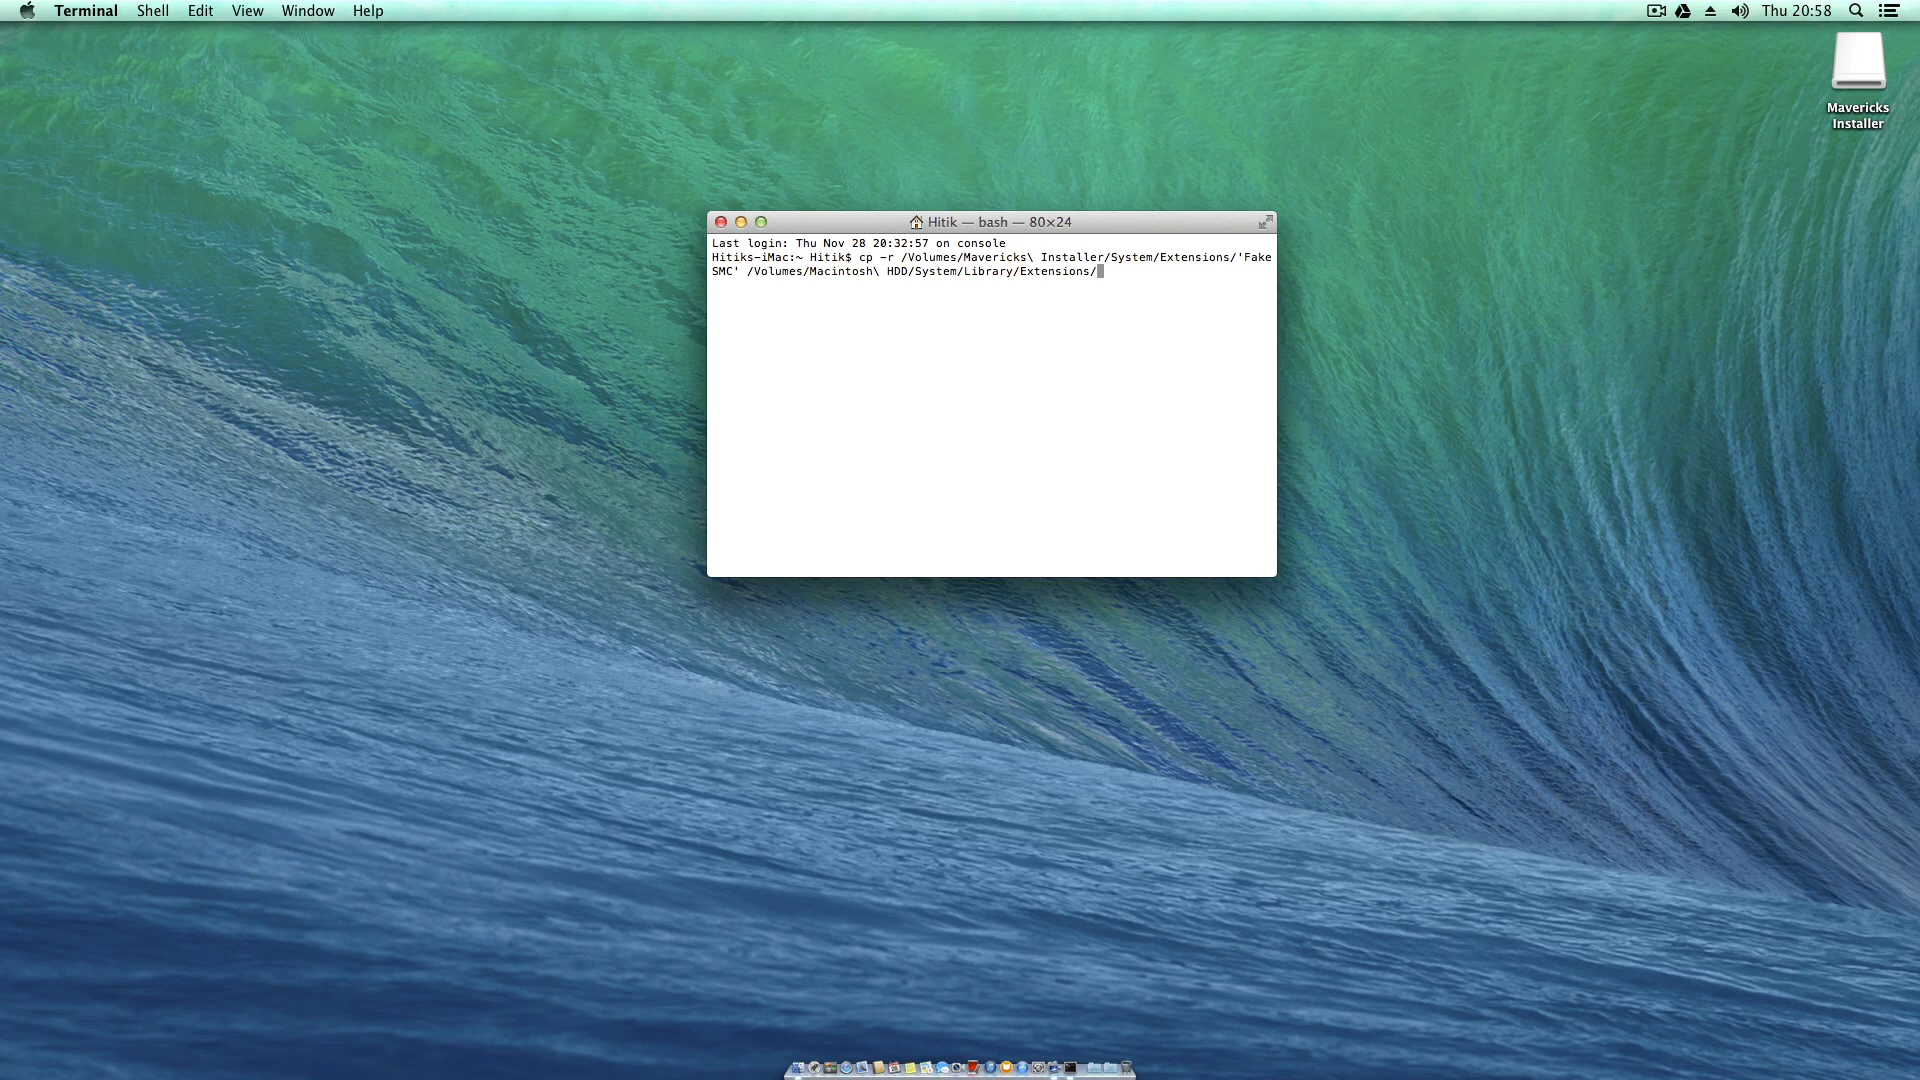 Terminal Shell Edit View Window Help Thu 20:58
Mavericks
Installer
Hitik — bash — 80×24
Last login: Thu Nov 28 20:32:57 on console
Hitiks-iMac:~ Hitik$ cp -r /Volumes/Mavericks\ Installer/System/Extensions/'Fake
SMC' /Volumes/Macintosh\ HDD/System/Library/Extensions/